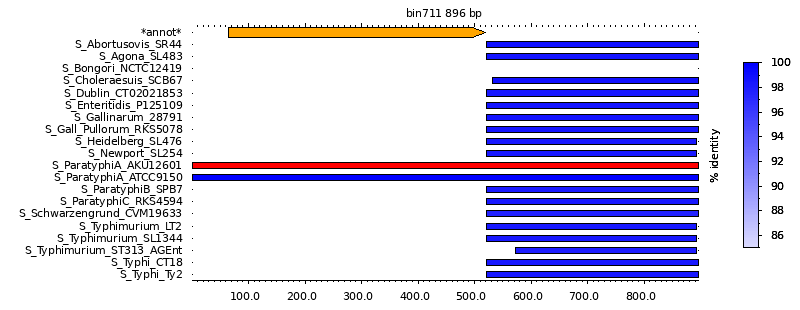 bin711 896 bp
*annot*
S_Abortusovis_SR44
S_Agona_SL483
S_Bongori_NCTC12419
S_Choleraesuis_SCB67
S_Dublin_CT02021853
S_Enteritidis_P125109
S_Gallinarum_28791
S_Gall_Pullorum_RKS5078
S_Heidelberg_SL476
S_Newport_SL254
S_ParatyphiA_AKU12601
S_ParatyphiA_ATCC9150
S_ParatyphiB_SPB7
S_ParatyphiC_RKS4594
S_Schwarzengrund_CVM19633
S_Typhimurium_LT2
S_Typhimurium_SL1344
S_Typhimurium_ST313_AGEnt
S_Typhi_CT18
S_Typhi_Ty2
100.0 200.0 300.0 400.0 500.0 600.0 700.0 800.0
% identity
100
98
96
94
92
90
88
86